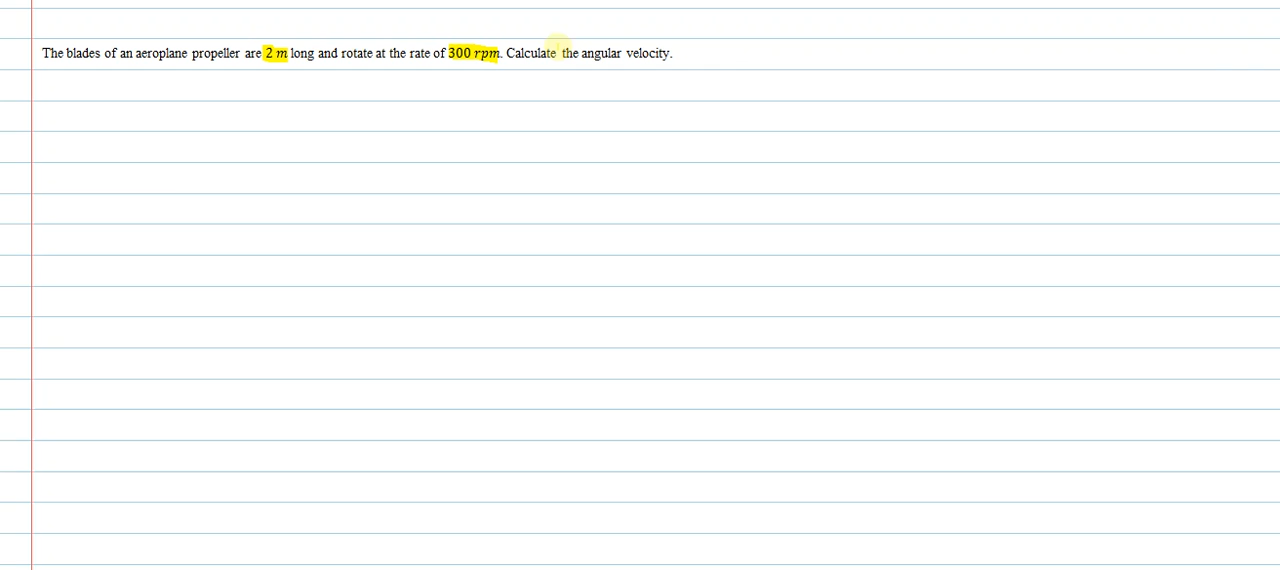 The blades of an aeroplane propeller are 2 m long and rotate at the rate of 300 rpm. Calculate the angular velocity.